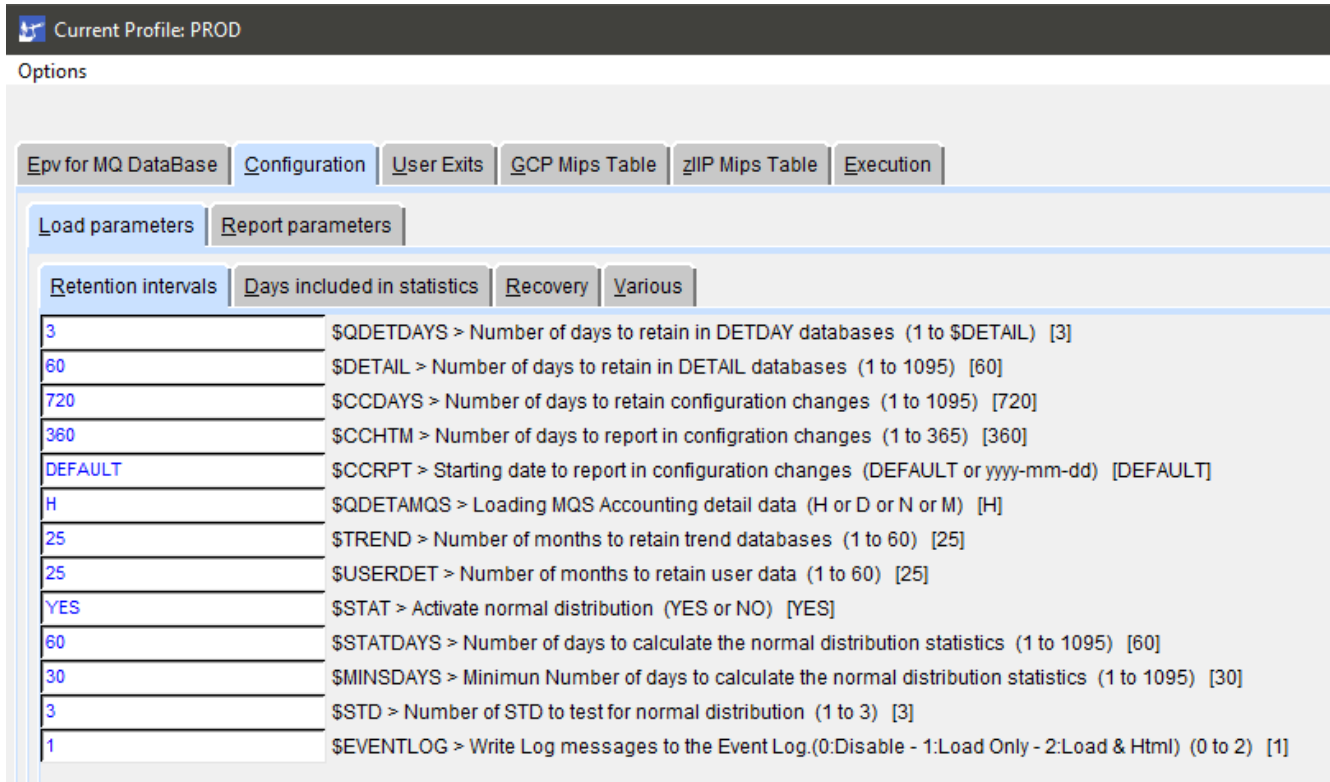 Current Profile: PROD
Options
Epv for MQ DataBase Configuration User Exits GCP Mips Table zIIP Mips Table Execution
Load parameters Report parameters
Retention intervals Days included in statistics Recovery Various
3 $QDETDAYS > Number of days to retain in DETDAY databases (1 to $DETAIL) [3]
60 $DETAIL > Number of days to retain in DETAIL databases (1 to 1095) [60]
720 $CCDAYS > Number of days to retain configuration changes (1 to 1095) [720]
360 $CCHTM > Number of days to report in configration changes (1 to 365) [360]
DEFAULT $CCRPT > Starting date to report in configuration changes (DEFAULT or yyyy-mm-dd) [DEFAULT]
H $QDETAMQS > Loading MQS Accounting detail data (H or D or N or M) [H]
25 $TREND > Number of months to retain trend databases (1 to 60) [25]
25 $USERDET > Number of months to retain user data (1 to 60) [25]
YES $STAT > Activate normal distribution (YES or NO) [YES]
60 $STATDAYS > Number of days to calculate the normal distribution statistics (1 to 1095) [60]
30 $MINSDAYS > Minimun Number of days to calculate the normal distribution statistics (1 to 1095) [30]
3 $STD > Number of STD to test for normal distribution (1 to 3) [3]
1 $EVENTLOG > Write Log messages to the Event Log.(0:Disable - 1:Load Only - 2:Load & Html) (0 to 2) [1]